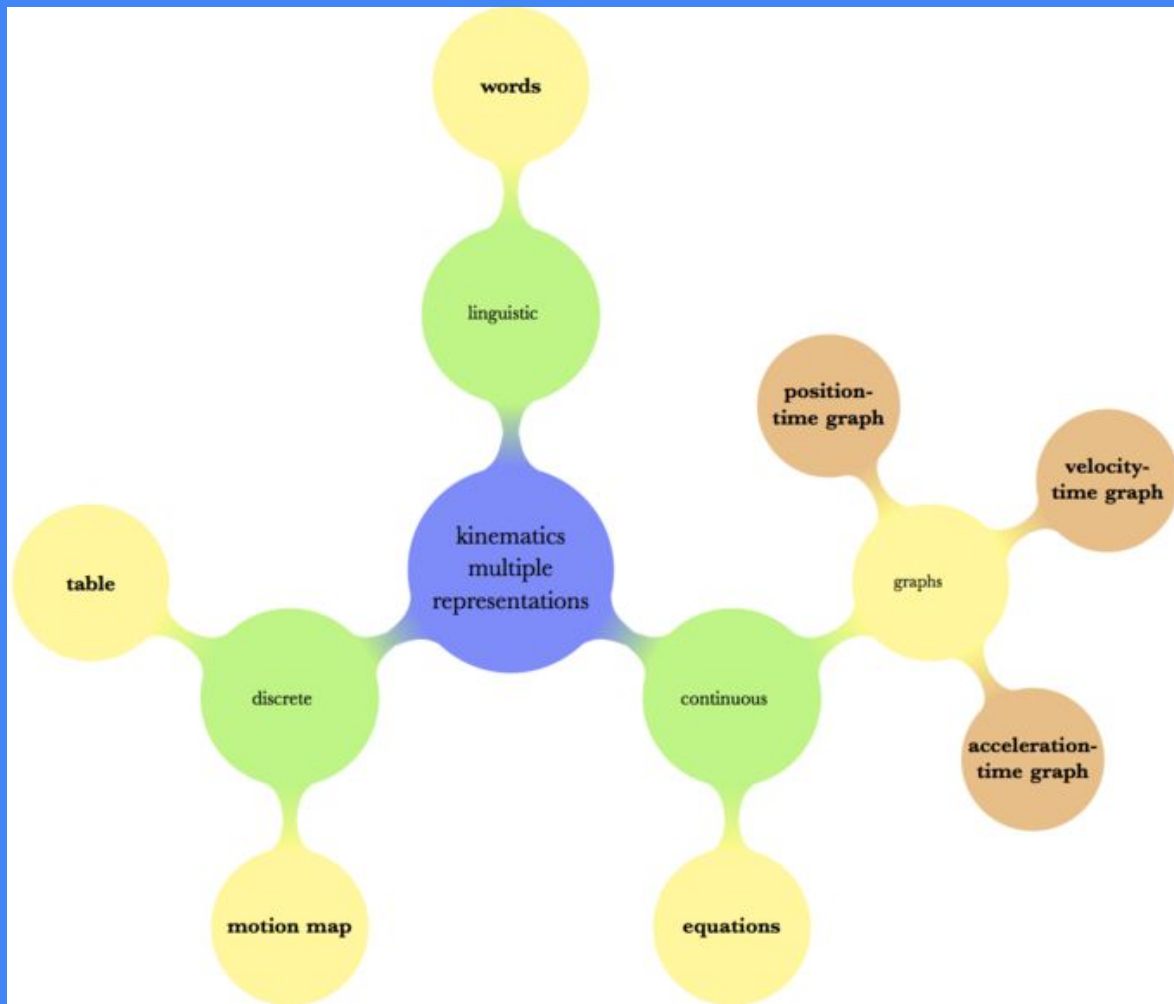 words
linguistic
position-
time graph
velocity-
time graph
kinematics
multiple
representations
table
graphs
discrete
continuous
acceleration-
time graph
motion map
equations